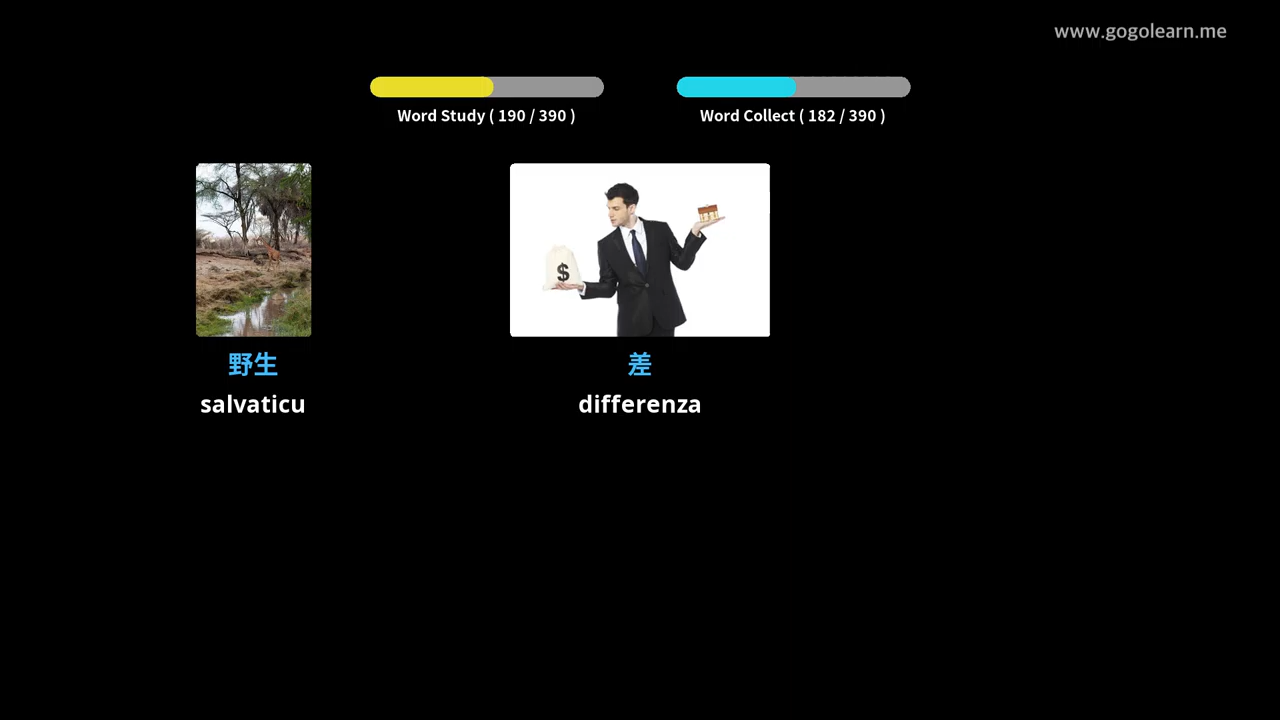 www.gogolearn.me
Word Study ( 190 / 390 )
Word Collect ( 182 / 390 )
$
野生
salvaticu
差
differenza